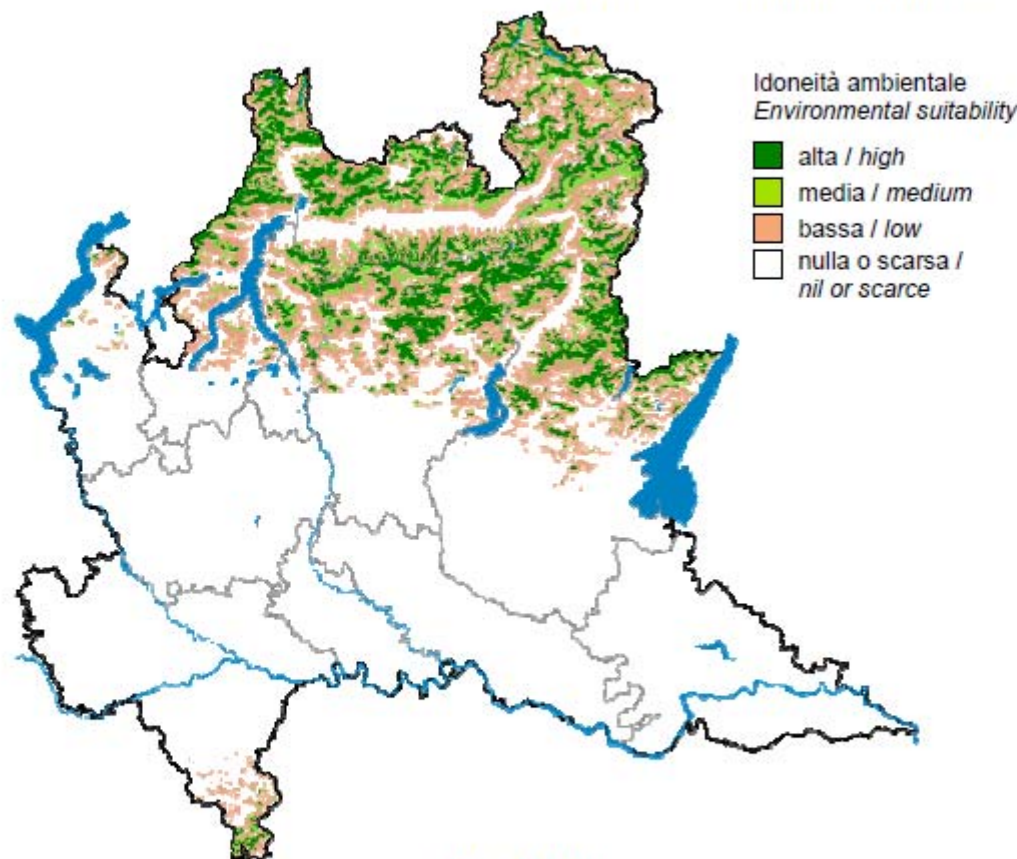 Idoneità ambientale
Environmental suitability
alta / high
media / medium
bassa / low
nulla o scarsa /
nil or scarce